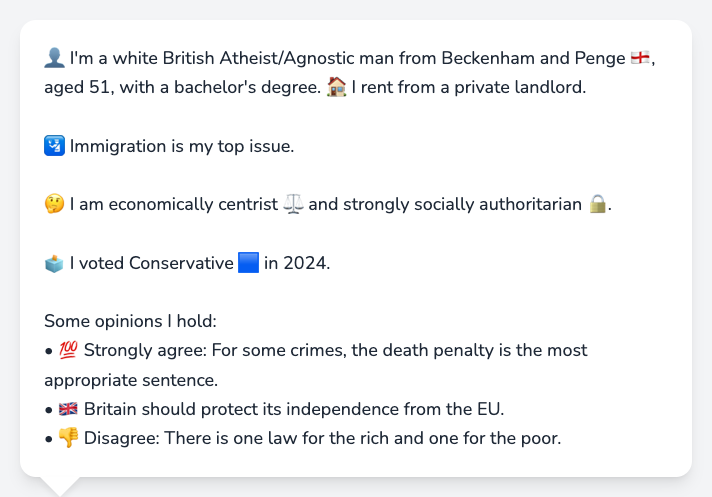 👤 I'm a white British Atheist/Agnostic man from Beckenham and Penge 🏴󠁧󠁢󠁥󠁮󠁧󠁿,
aged 51, with a bachelor's degree. 🏠 I rent from a private landlord.
🛂 Immigration is my top issue.
🤔 I am economically centrist ⚖️ and strongly socially authoritarian 🔒.
🗳️ I voted Conservative 🟦 in 2024.
Some opinions I hold:
• 💯 Strongly agree: For some crimes, the death penalty is the most
appropriate sentence.
• 🇬🇧 Britain should protect its independence from the EU.
• 👎 Disagree: There is one law for the rich and one for the poor.